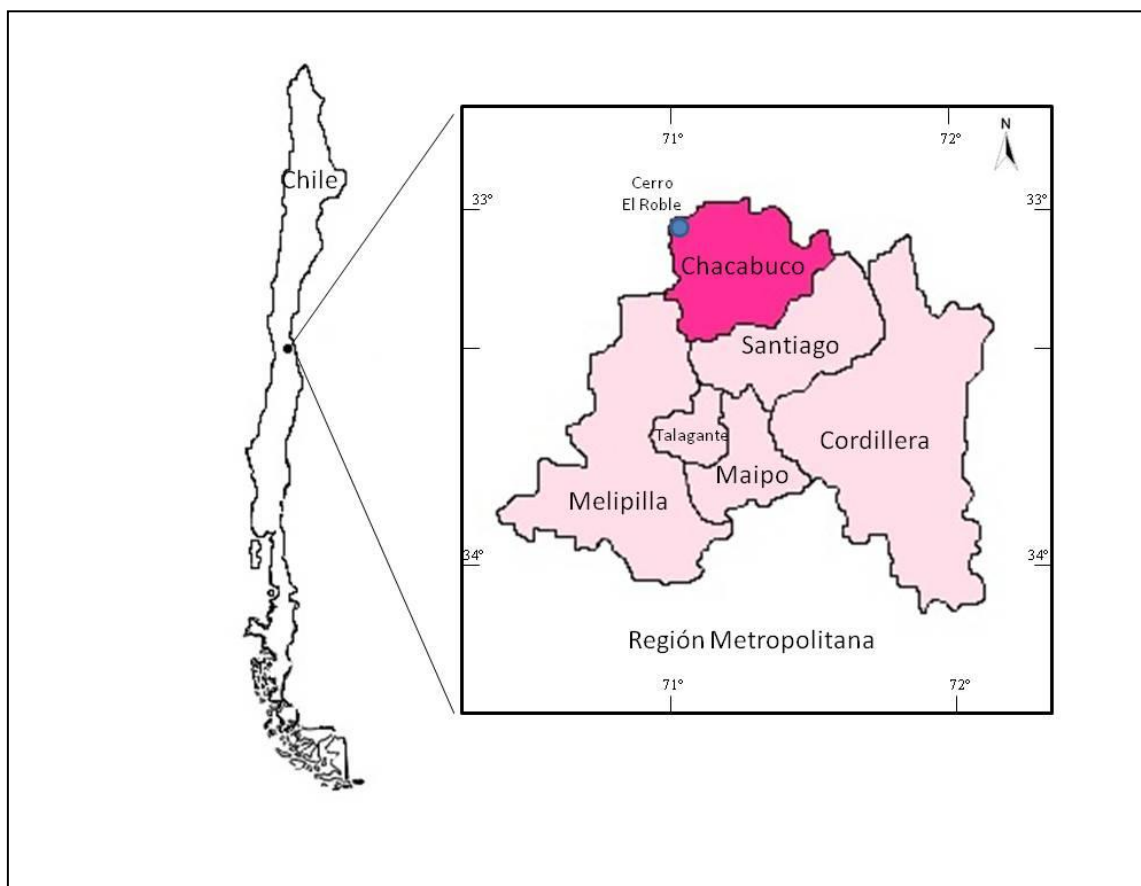 Chile
71°
72°
N
33°
33°
Cerro
El Roble
Chacabuco
Santiago
Talagante
Cordillera
Maipo
Melipilla
34°
34°
Región Metropolitana
71°
72°